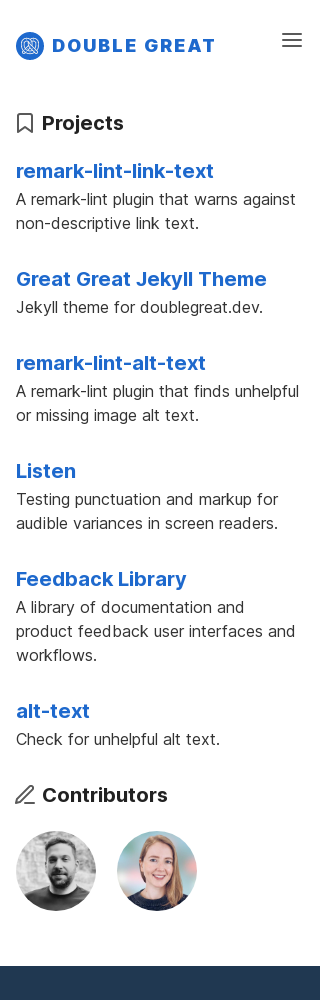 DOUBLE GREAT
Projects
remark-lint-link-text
A remark-lint plugin that warns against
non-descriptive link text.
Great Great Jekyll Theme
Jekyll theme for doublegreat.dev.
remark-lint-alt-text
A remark-lint plugin that finds unhelpful
or missing image alt text.
Listen
Testing punctuation and markup for
audible variances in screen readers.
Feedback Library
A library of documentation and
product feedback user interfaces and
workflows.
alt-text
Check for unhelpful alt text.
Contributors